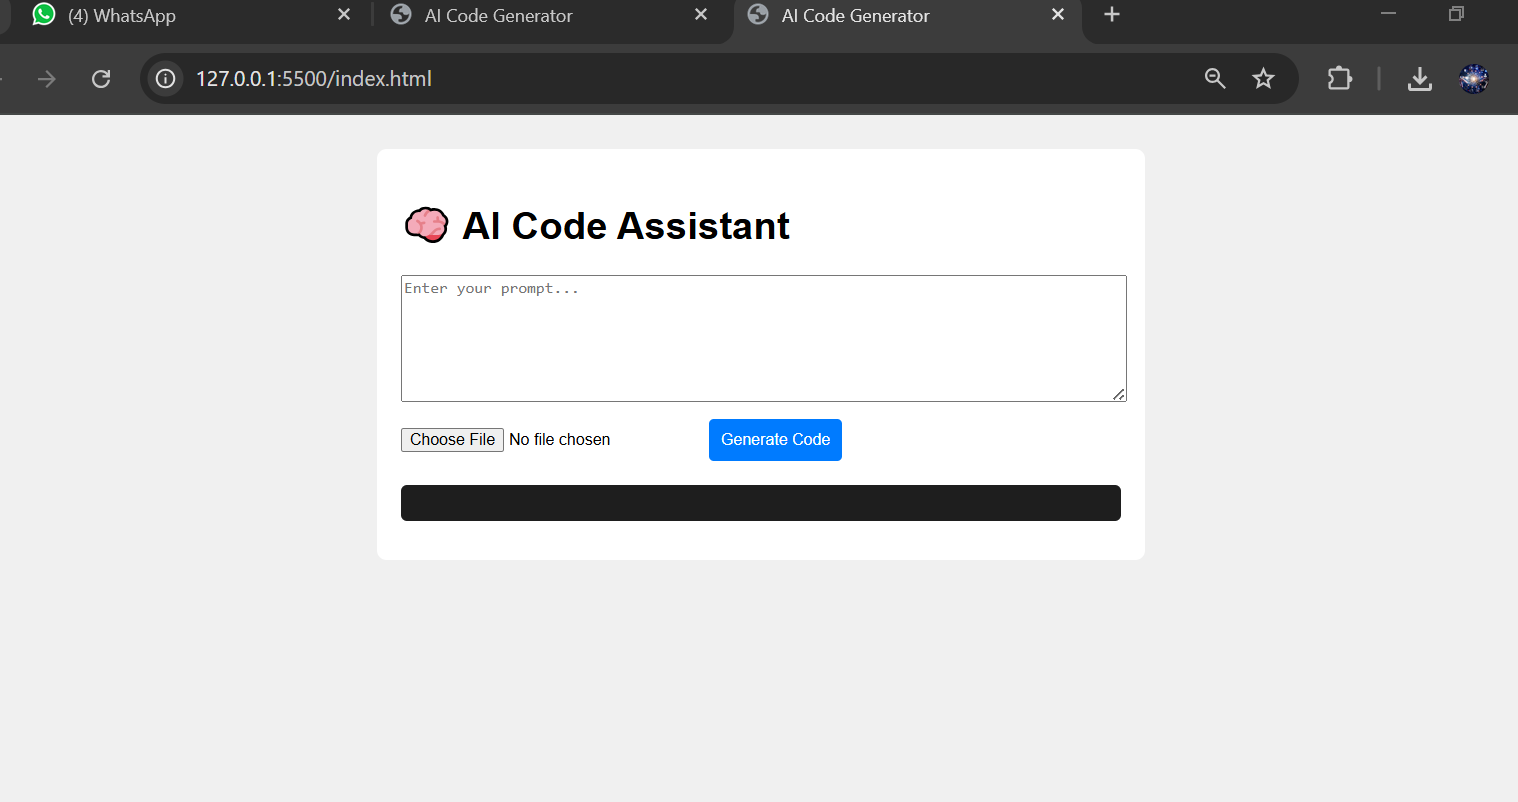 (4) WhatsApp
AI Code Generator
AI Code Generator
127.0.0.1:5500/index.html
AI Code Assistant
Enter your prompt...
Choose File No file chosen
Generate Code